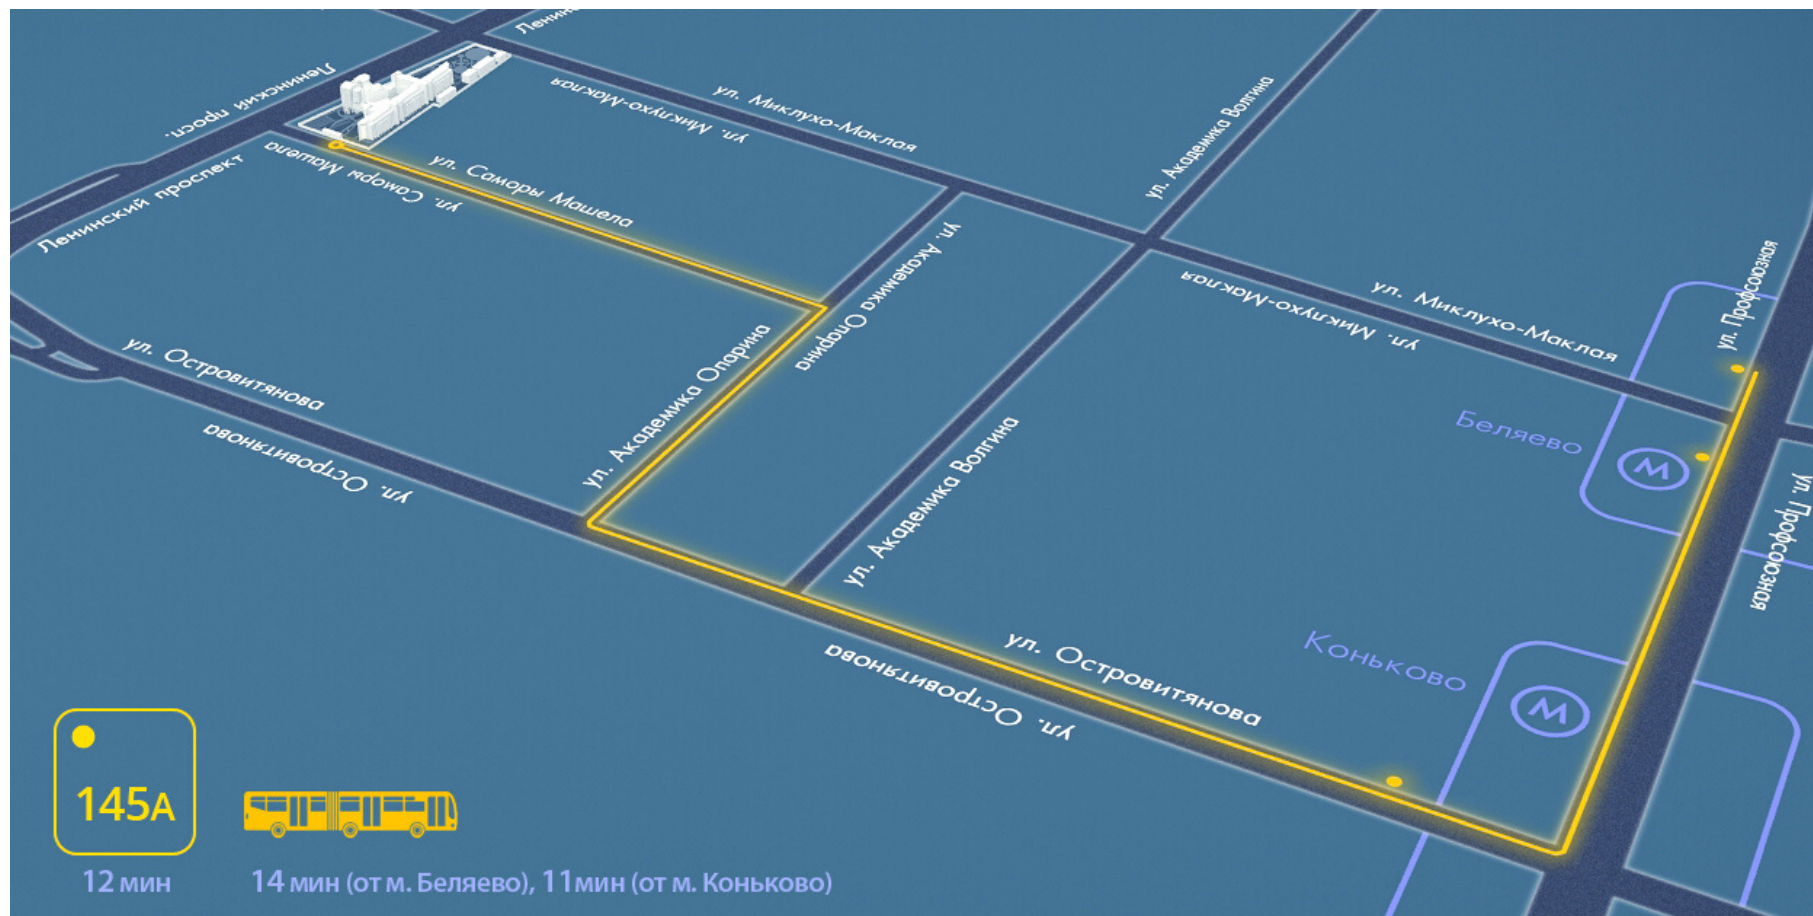 Ленинс
Ленинский просп.
ул. Миклухо-Маклая
ул. Миклухо-Маклая
ул. Академика Волгина
Ленинский проспект
ул. Саморы Машела
ул. Саморы Машела
ул. Академика Опарина
ул. Профсоюзная
ул. Миклухо-Маклая
ул. Миклухо-Маклая
ул. Островитянова
ул. Островитянова
ул. Академика Опарина
ул. Академика Волгина
Беляево
М
ул. Профсоюзная
ул. Островитянова
ул. Островитянова
Коньково
М
145А
12 мин
14 мин (от м. Беляево), 11мин (от м. Коньково)